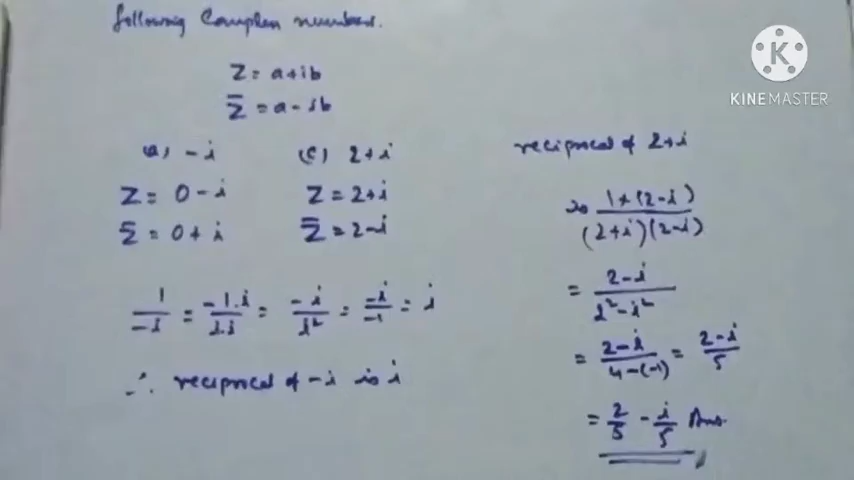 following Complex numbers.
Z = a+ib
Z̅ = a-ib
(a) -i
Z = 0-i
Z̅ = 0+i
(c) 2+i
Z = 2+i
Z̅ = 2-i
1/-i = -1.i/i.i = -i/i² = -i/-1 = i
∴ reciprocal of -i is i
reciprocal of 2+i
is 1×(2-i)/(2+i)(2-i)
= 2-i/2²-i²
= 2-i/4-(-1) = 2-i/5
= 2/5 - i/5 Ans.
KINEMASTER